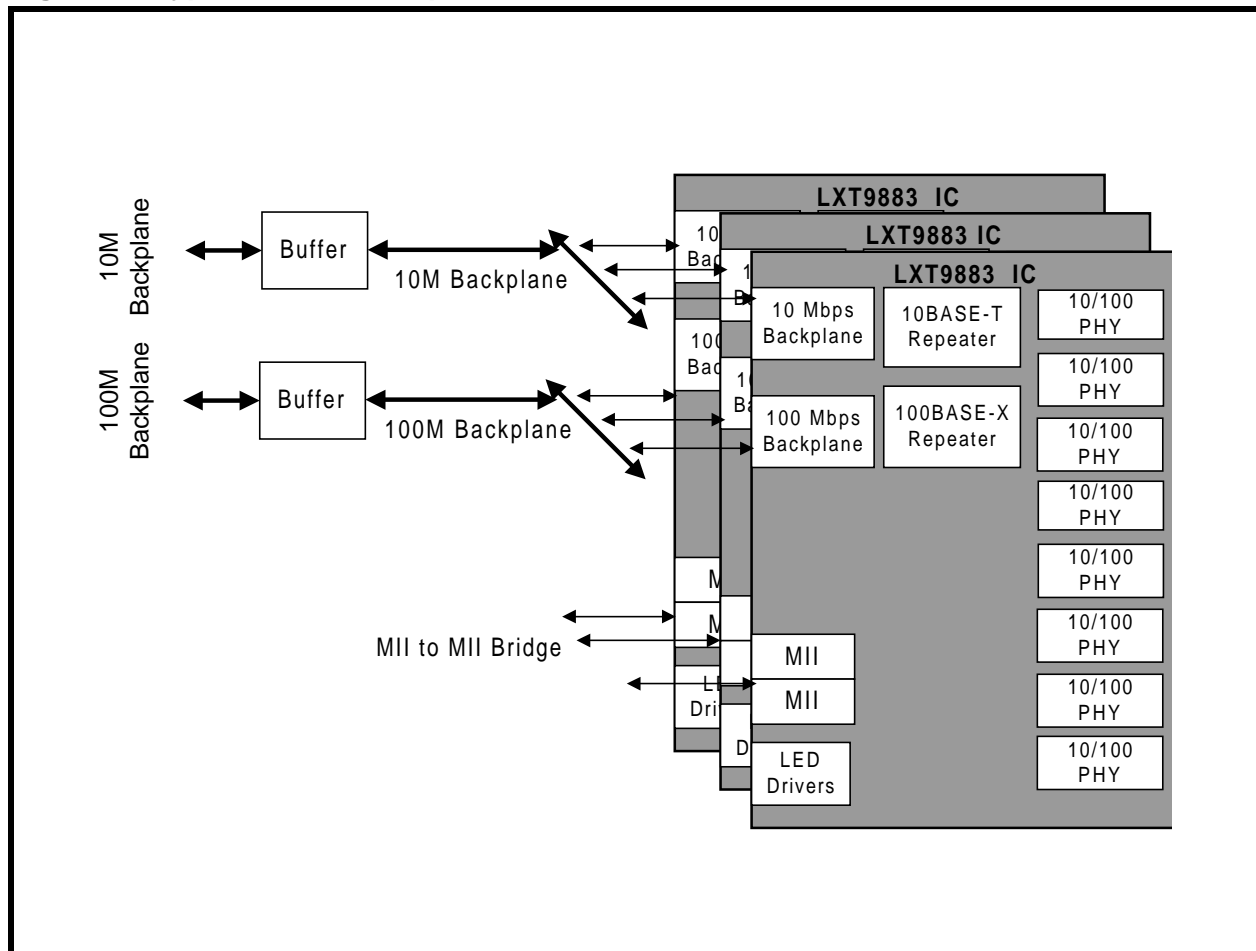 LXT9883 IC
LXT9883 IC
LXT9883 IC
10M
Backplane
Buffer
10M Backplane
10 Mbps
Backplane
10BASE-T
Repeater
100M
Backplane
Buffer
100M Backplane
100 Mbps
Backplane
100BASE-X
Repeater
MII to MII Bridge
MII
MII
LED
Drivers
10/100
PHY
10/100
PHY
10/100
PHY
10/100
PHY
10/100
PHY
10/100
PHY
10/100
PHY
10/100
PHY